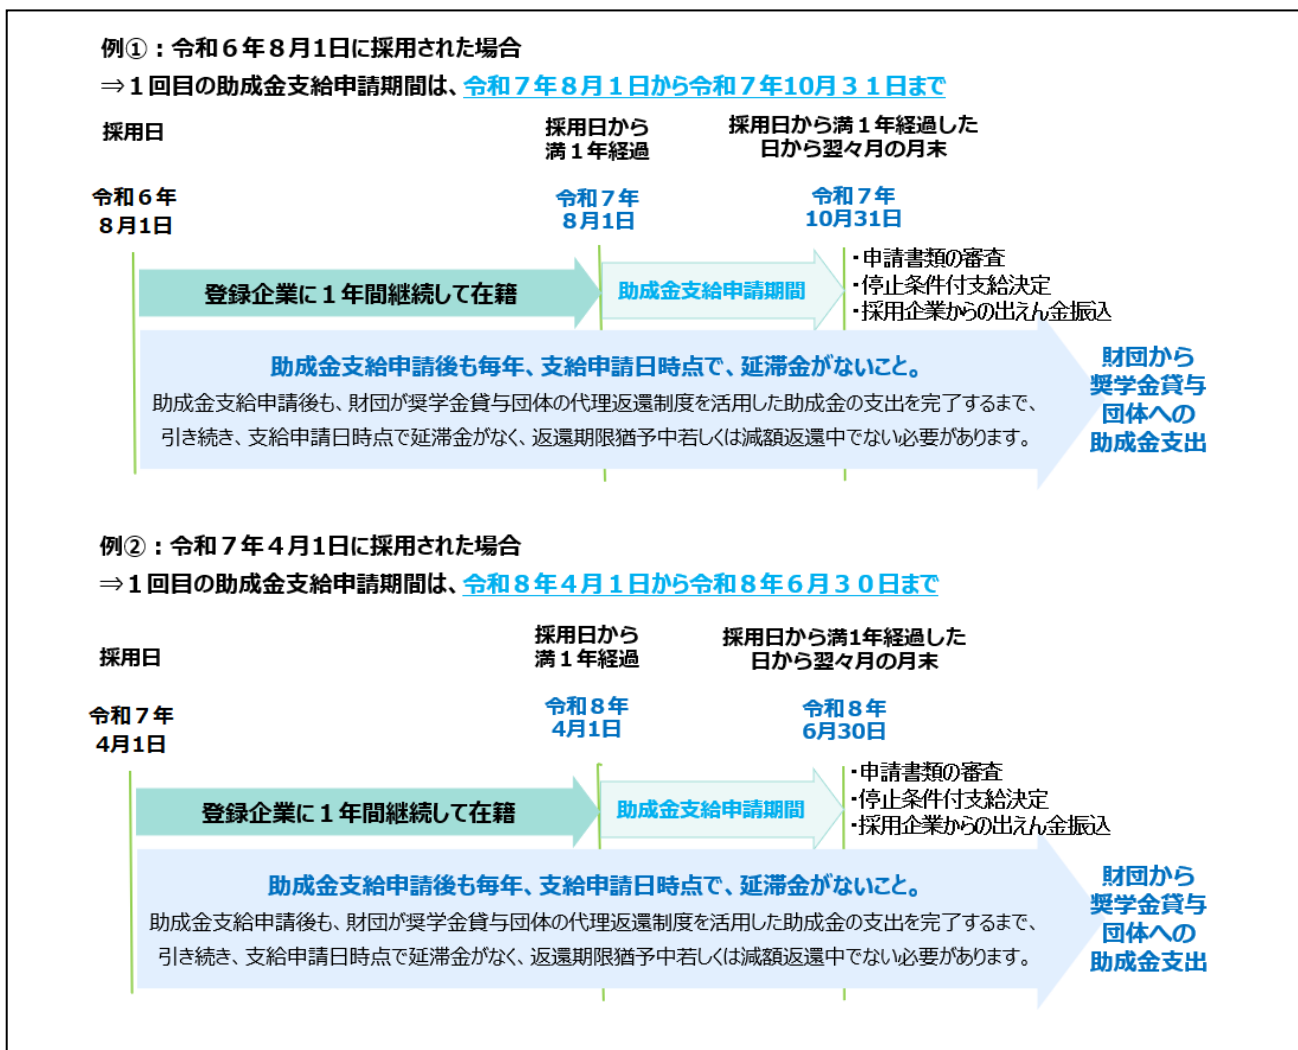 例①：令和６年８月1日に採用された場合
⇒１回目の助成金支給申請期間は、令和７年８月１日から令和７年10月３１日まで
採用日
採用日から
満１年経過
採用日から満１年経過した
日から翌々月の月末
令和６年
８月1日
令和７年
８月1日
令和７年
10月31日
登録企業に１年間継続して在籍
助成金支給申請期間
・申請書類の審査
・停止条件付支給決定
・採用企業からの出えん金振込
助成金支給申請後も毎年、支給申請日時点で、延滞金がないこと。
助成金支給申請後も、財団が奨学金貸与団体の代理返還制度を活用した助成金の支出を完了するまで、
引き続き、支給申請日時点で延滞金がなく、返還期限猶予中若しくは減額返還中でない必要があります。
財団から
奨学金貸与
団体への
助成金支出
例②：令和７年４月1日に採用された場合
⇒１回目の助成金支給申請期間は、令和８年４月１日から令和８年６月３０日まで
採用日
採用日から
満１年経過
採用日から満1年経過した
日から翌々月の月末
令和７年
4月1日
令和８年
4月1日
令和８年
6月30日
登録企業に１年間継続して在籍
助成金支給申請期間
・申請書類の審査
・停止条件付支給決定
・採用企業からの出えん金振込
助成金支給申請後も毎年、支給申請日時点で、延滞金がないこと。
助成金支給申請後も、財団が奨学金貸与団体の代理返還制度を活用した助成金の支出を完了するまで、
引き続き、支給申請日時点で延滞金がなく、返還期限猶予中若しくは減額返還中でない必要があります。
財団から
奨学金貸与
団体への
助成金支出